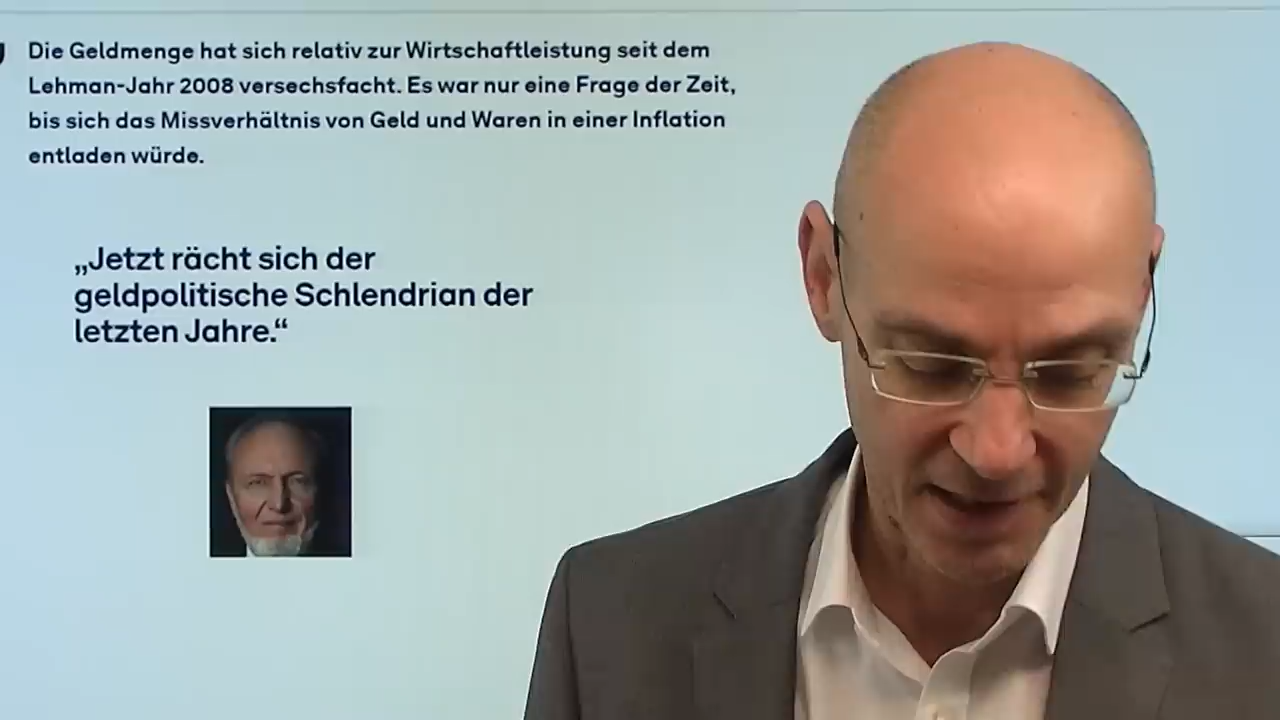 Die Geldmenge hat sich relativ zur Wirtschaftleistung seit dem
Lehman-Jahr 2008 versechsfacht. Es war nur eine Frage der Zeit,
bis sich das Missverhältnis von Geld und Waren in einer Inflation
entladen würde.
„Jetzt rächt sich der
geldpolitische Schlendrian der
letzten Jahre.“